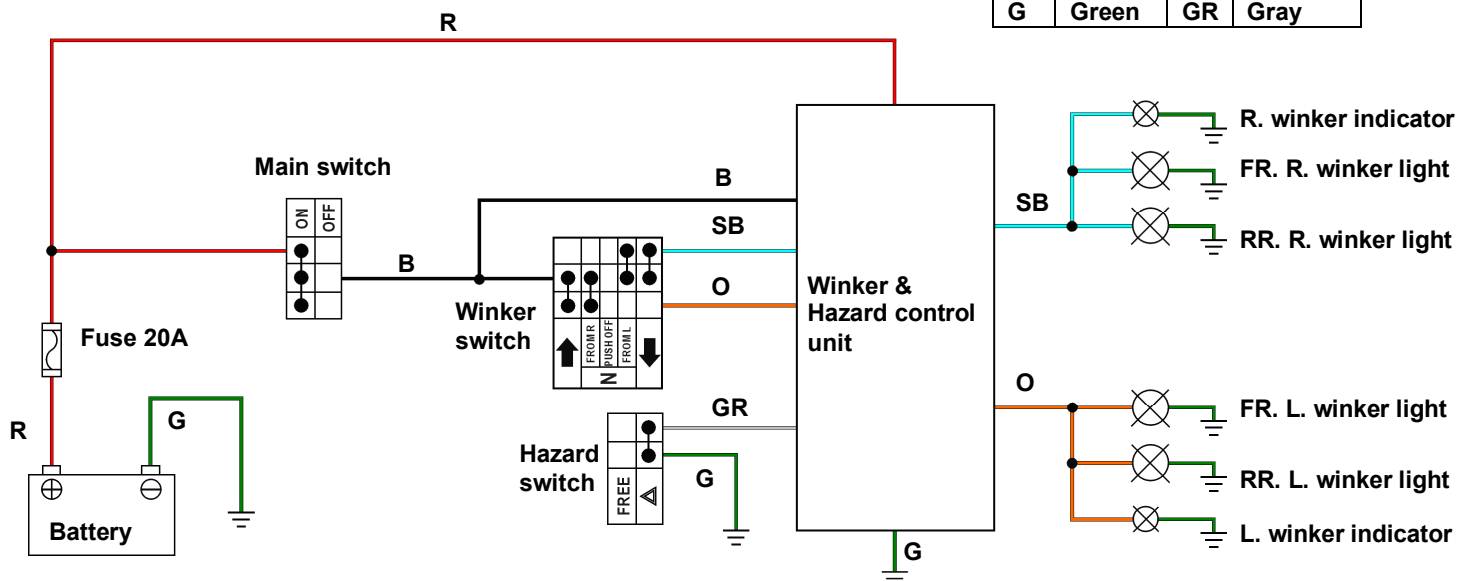 G Green GR Gray
R
Main switch
ON OFF
B
SB
O
B
Winker
switch
FROM R
PUSH OFF
FROM L
N
Winker &
Hazard control
unit
SB
R. winker indicator
FR. R. winker light
RR. R. winker light
Fuse 20A
R
G
Battery
Hazard
switch
FREE
GR
G
G
O
FR. L. winker light
RR. L. winker light
L. winker indicator